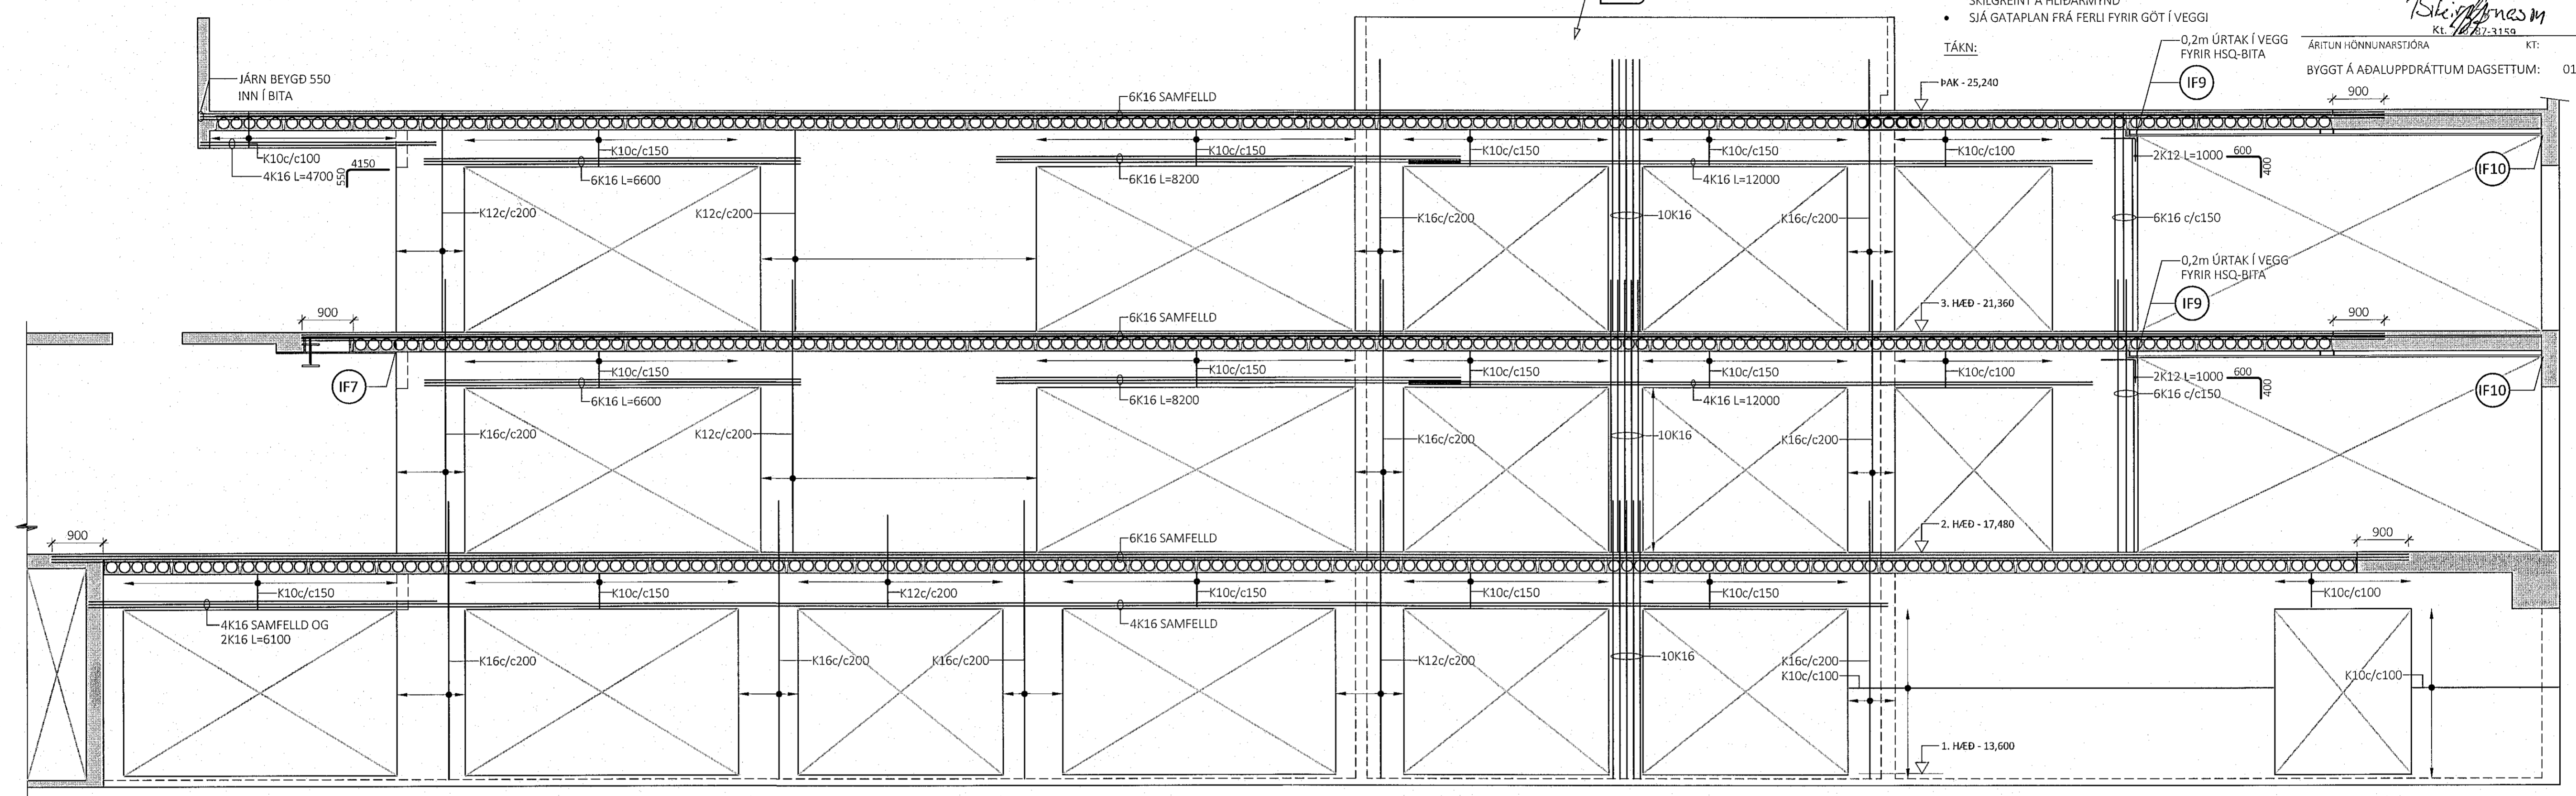 SKILGREINT Á HLIÐARMYND
• SJÁ GATAPLAN FRÁ FERLI FYRIR GÖT Í VEGGI
TÁKN:
Kt.
87-3159
ÁRITUN HÖNNUNARSTJÓRA KT:
BYGGT Á AÐALUPPDRÁTTUM DAGSETTUM: 01
0,2m ÚRTAK Í VEGG
FYRIR HSQ-BITA
IF9
900
JÁRN BEYGÐ 550
INN Í BITA
6K16 SAMFELLD
ÞAK - 25,240
K10c/c100
4K16 L=4700
4150
550
K10c/c150
6K16 L=6600
K10c/c150
6K16 L=8200
K10c/c150
K10c/c150
4K16 L=12000
K10c/c100
2K12 L=1000
600
400
IF10
K12c/c200
K12c/c200
K16c/c200
10K16
K16c/c200
6K16 c/c150
0,2m ÚRTAK Í VEGG
FYRIR HSQ-BITA
IF9
900
6K16 SAMFELLD
3. HÆÐ - 21,360
900
IF7
K10c/c150
6K16 L=6600
K10c/c150
6K16 L=8200
K10c/c150
K10c/c150
4K16 L=12000
K10c/c100
2K12 L=1000
6K16 c/c150
600
400
IF10
K16c/c200
K12c/c200
K16c/c200
10K16
K16c/c200
900
6K16 SAMFELLD
2. HÆÐ - 17,480
900
K10c/c150
K10c/c150
K12c/c200
K10c/c150
K10c/c150
K10c/c150
K10c/c100
4K16 SAMFELLD OG
2K16 L=6100
4K16 SAMFELLD
K16c/c200
K16c/c200
K16c/c200
K12c/c200
10K16
K16c/c200
K10c/c100
K10c/c100
1. HÆÐ - 13,600